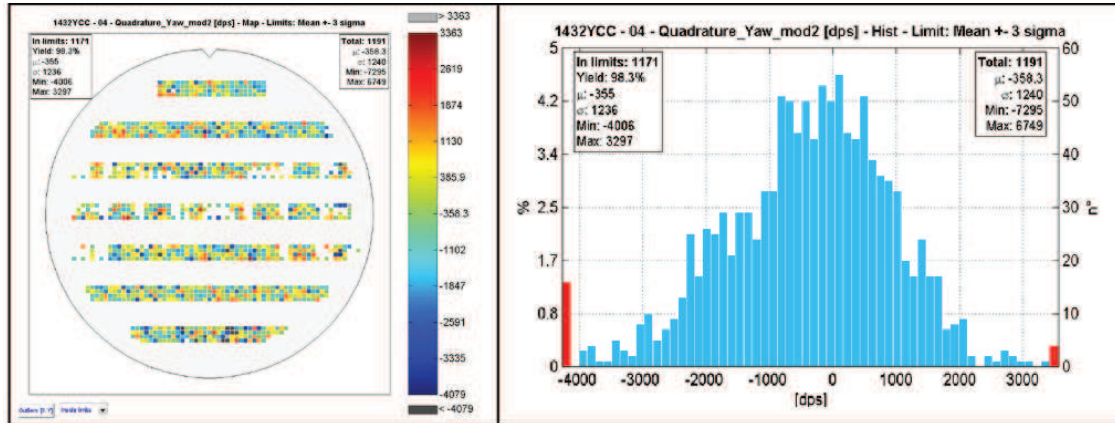 1432YCC - 04 - Quadrature_Yaw_mod2 [dps] - Map - Limits: Mean +- 3 sigma
In limits: 1171
Yield: 98.3%
µ: -355
σ: 1236
Min: -4006
Max: 3297
Total: 1191
µ: -358.3
σ: 1240
Min: -7295
Max: 6749
> 3363
3363
2619
1874
1130
385.9
-358.3
-1102
-1847
-2591
-3335
-4079
< -4079
Inside limits
1432YCC - 04 - Quadrature_Yaw_mod2 [dps] - Hist - Limit: Mean +- 3 sigma
In limits: 1171
Yield: 98.3%
µ: -355
σ: 1236
Min: -4006
Max: 3297
Total: 1191
µ: -358.3
σ: 1240
Min: -7295
Max: 6749
5
4.2
3.4
2.5
1.7
0.8
0
%
60
50
40
30
20
10
0
n°
-4000 -3000 -2000 -1000 0 1000 2000 3000
[dps]